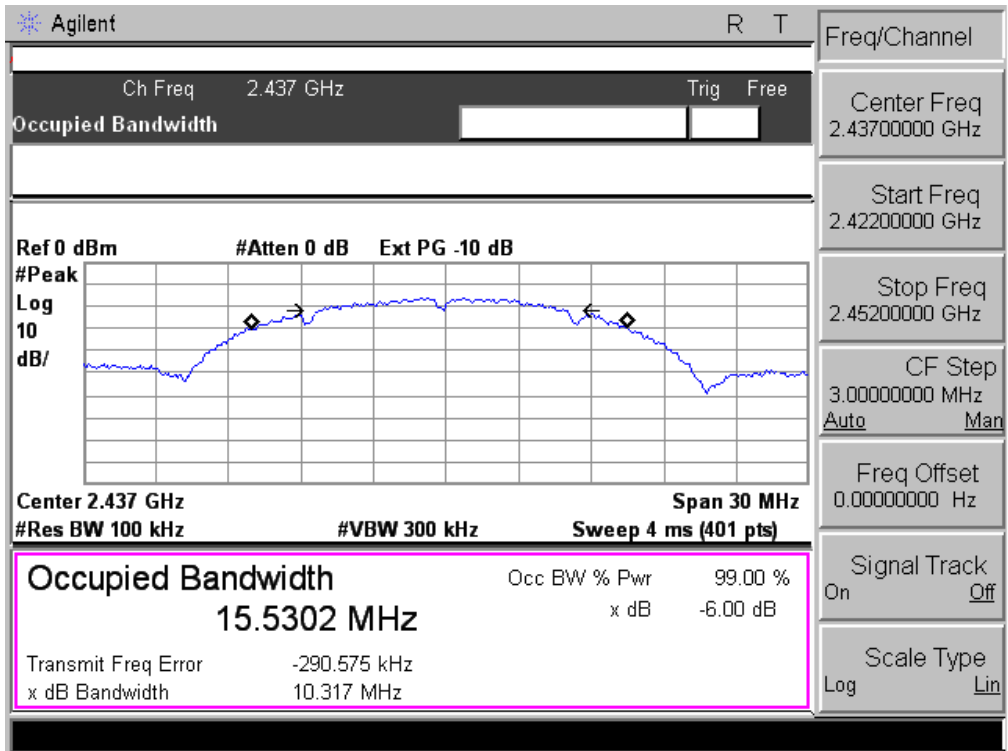 Agilent R T
Ch Freq 2.437 GHz Trig Free
Occupied Bandwidth
Ref 0 dBm #Atten 0 dB Ext PG -10 dB
#Peak
Log
10
dB/
Center 2.437 GHz Span 30 MHz
#Res BW 100 kHz #VBW 300 kHz Sweep 4 ms (401 pts)
Occupied Bandwidth
15.5302 MHz
Occ BW % Pwr 99.00 %
x dB -6.00 dB
Transmit Freq Error -290.575 kHz
x dB Bandwidth 10.317 MHz
Freq/Channel
Center Freq
2.43700000 GHz
Start Freq
2.42200000 GHz
Stop Freq
2.45200000 GHz
CF Step
3.00000000 MHz
Auto Man
Freq Offset
0.00000000 Hz
Signal Track
On Off
Scale Type
Log Lin